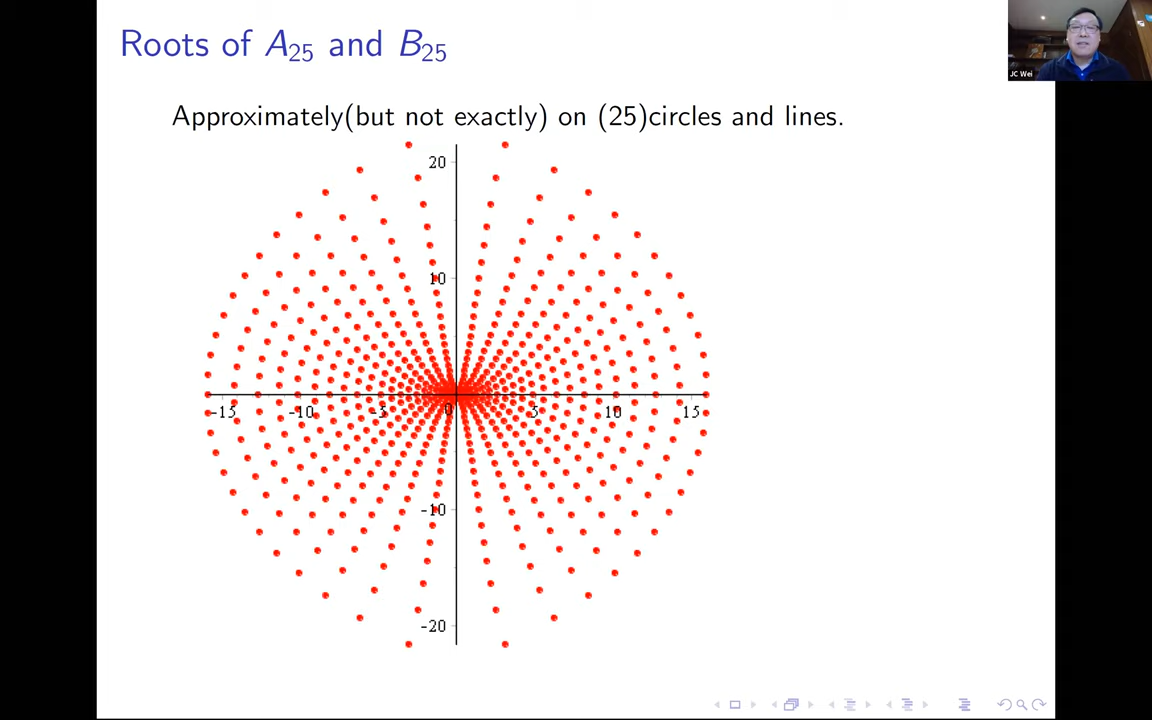 Roots of A25 and B25
JC Wei
Approximately(but not exactly) on (25)circles and lines.
20
10
-15 -10 -5 0 5 10 15
-10
-20